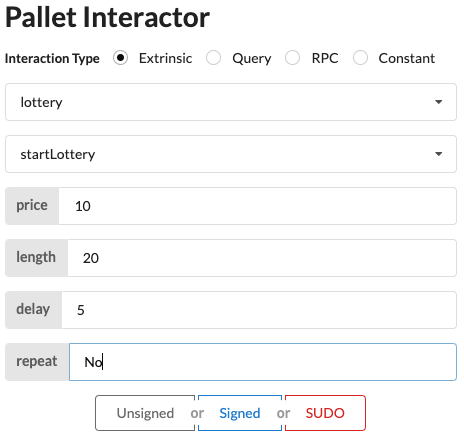 Pallet Interactor
Interaction Type Extrinsic Query RPC Constant
lottery
startLottery
price 10
length 20
delay 5
repeat No
Unsigned or Signed or SUDO